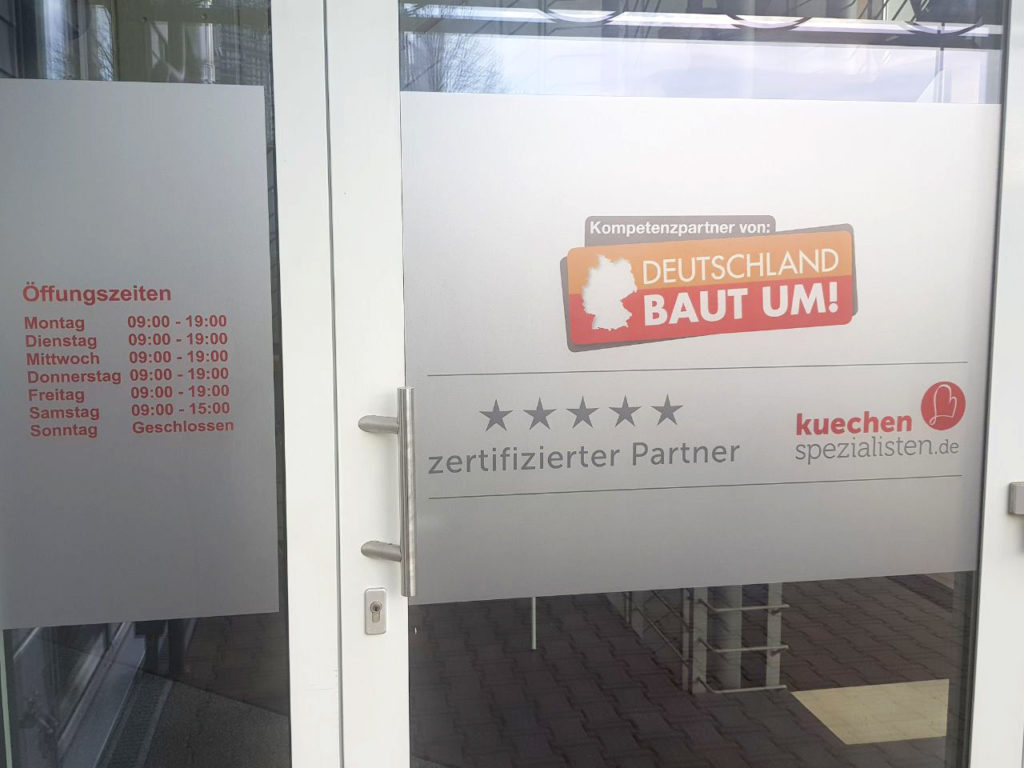 Öffungszeiten
Montag 09:00 - 19:00
Dienstag 09:00 - 19:00
Mittwoch 09:00 - 19:00
Donnerstag 09:00 - 19:00
Freitag 09:00 - 19:00
Samstag 09:00 - 15:00
Sonntag Geschlossen
Kompetenzpartner von:
DEUTSCHLAND
BAUT UM!
zertifizierter Partner
kuechen
spezialisten.de